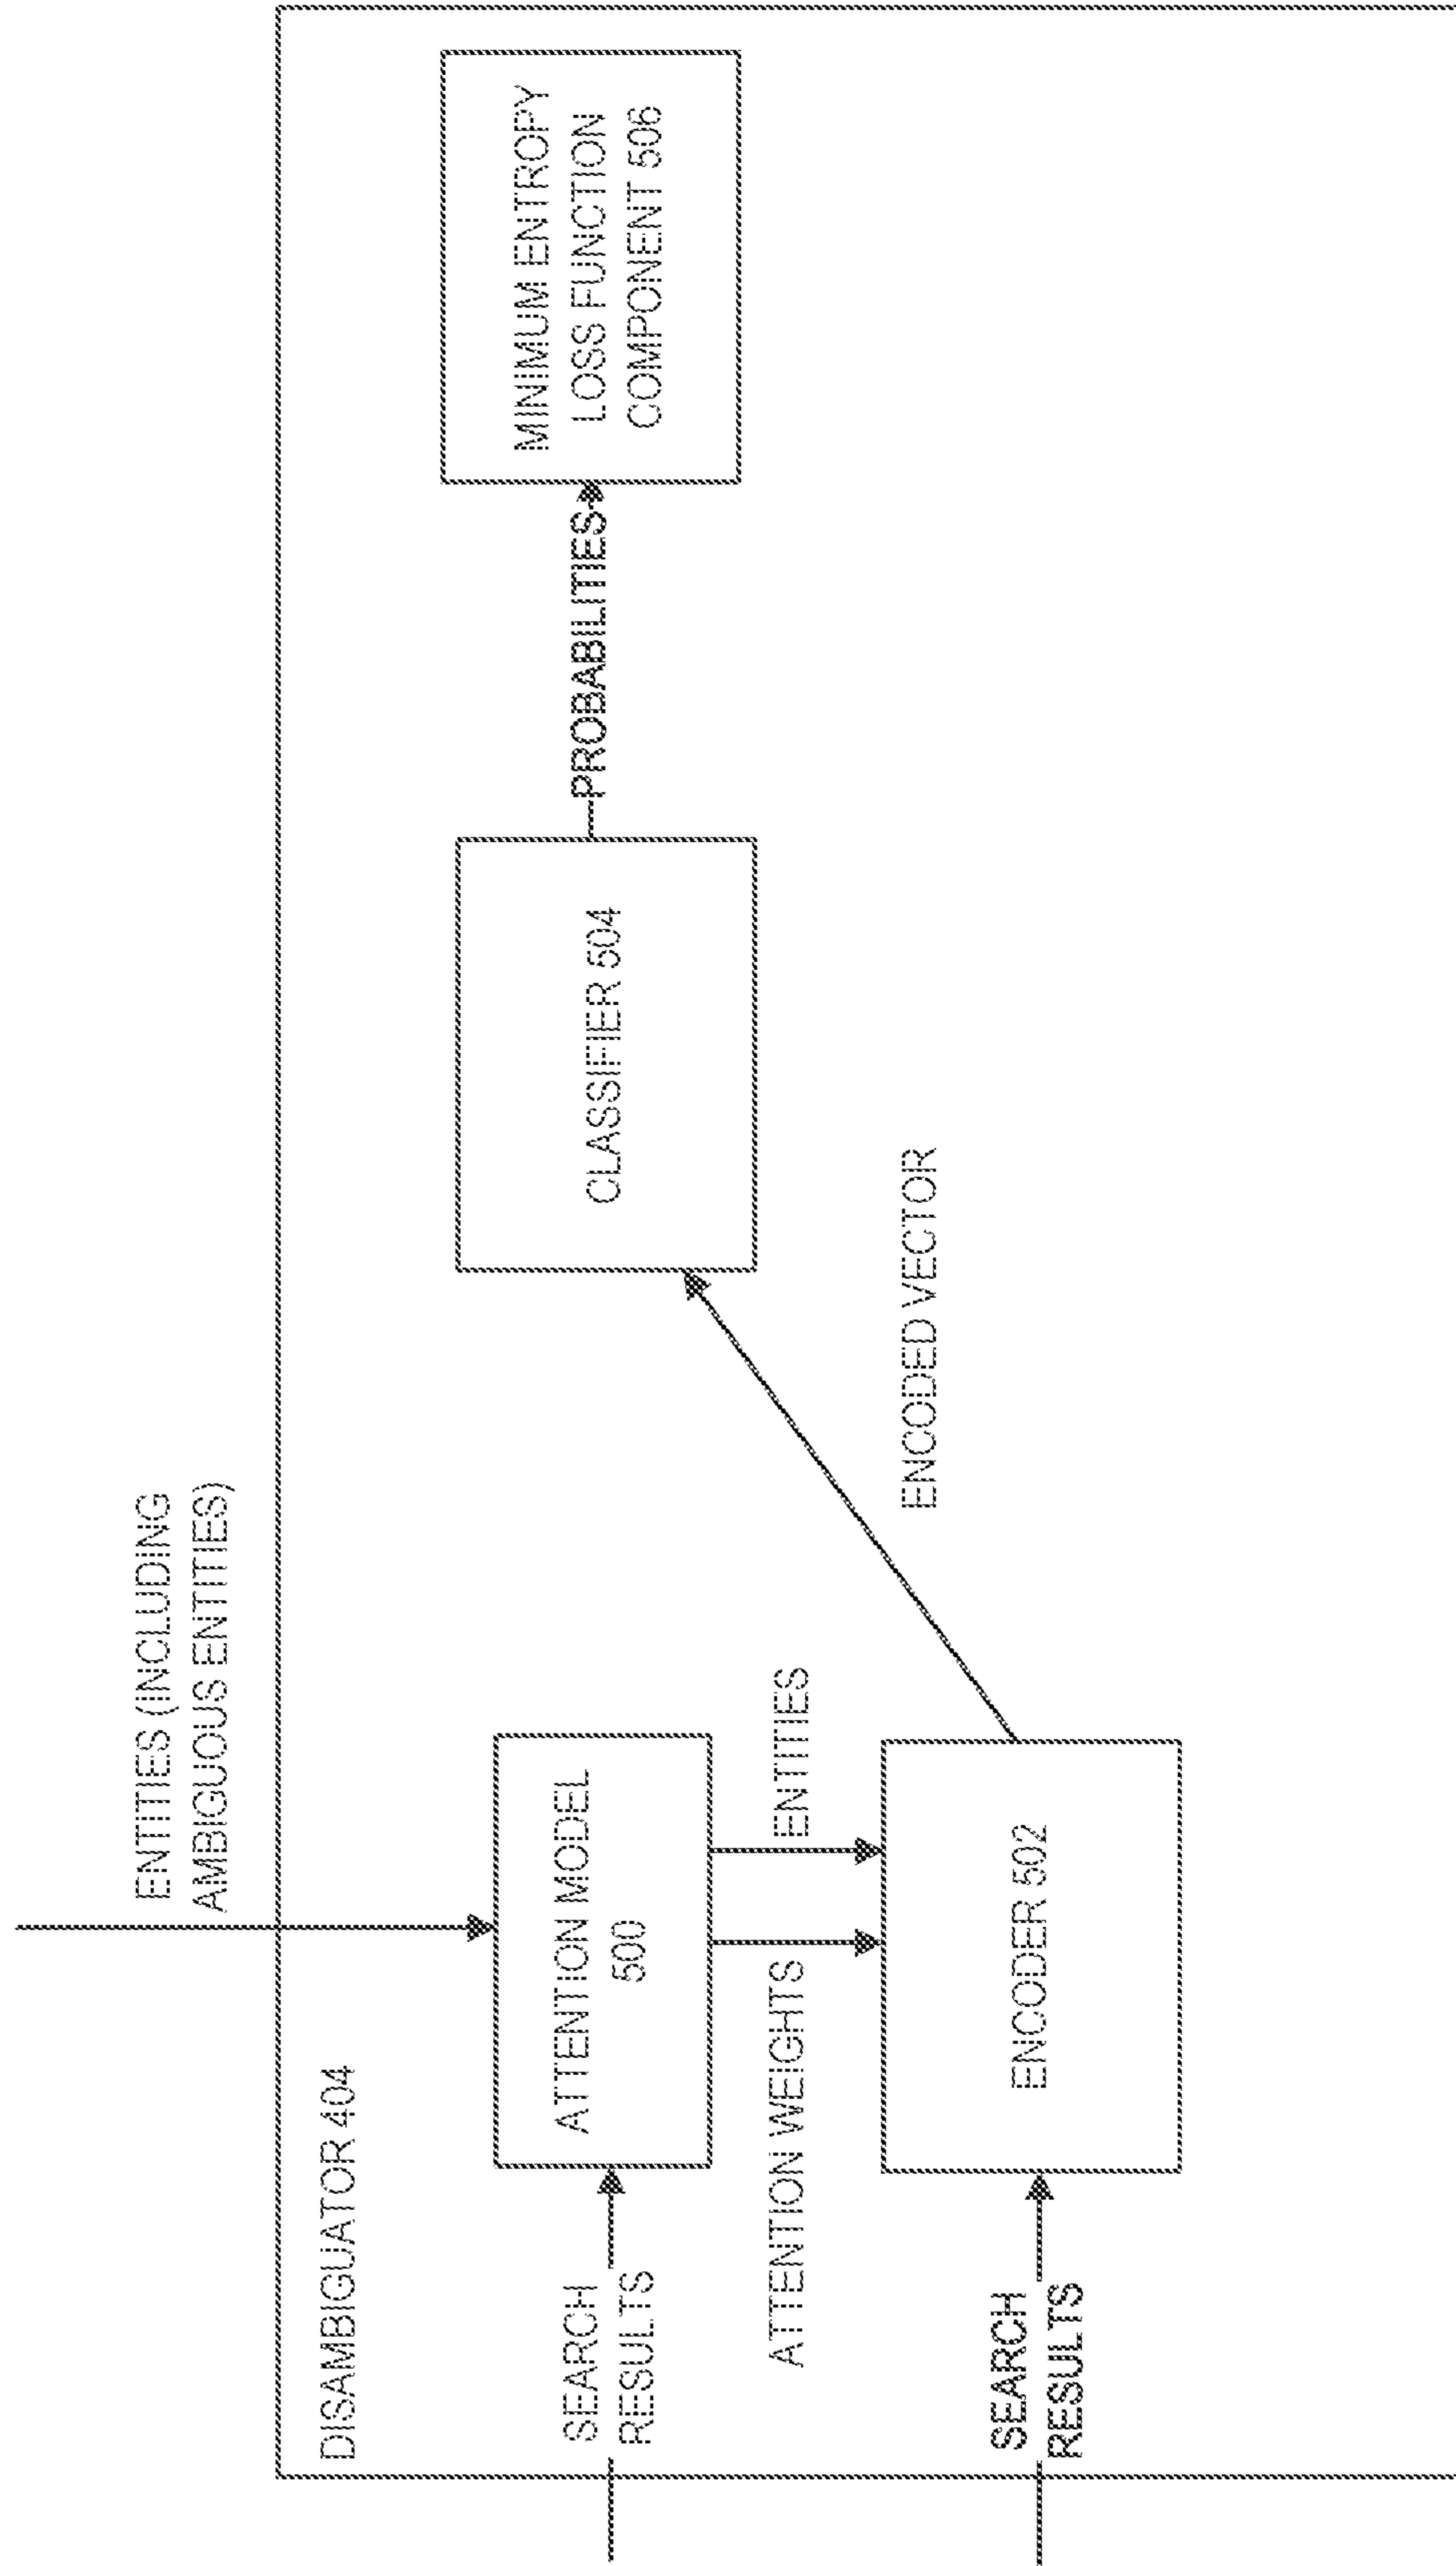 ENTITIES (INCLUDING
AMBIGUOUS ENTITIES)
DISAMBIGUATOR 404
SEARCH
RESULTS
ATTENTION MODEL
500
ATTENTION WEIGHTS
ENTITIES
SEARCH
RESULTS
ENCODER 502
ENCODED VECTOR
CLASSIFIER 504
PROBABILITIES
MINIMUM ENTROPY
LOSS FUNCTION
COMPONENT 506